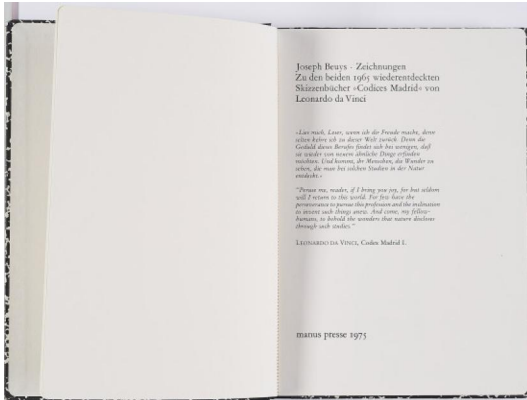 Joseph Beuys · Zeichnungen
Zu den beiden 1965 wiederentdeckten
Skizzenbücher »Codices Madrid« von
Leonardo da Vinci
»Lies mich, Leser, wenn ich dir Freude mache, denn
selten kehre ich zu dieser Welt zurück. Denn die
Geduld dieses Berufes findet sich bei wenigen, daß
sie wieder von neuem ähnliche Dinge erfinden
möchten. Und kommt, ihr Menschen, die Wunder zu
sehen, die man bei solchen Studien in der Natur
entdeckt.«
"Peruse me, reader, if I bring you joy, for but seldom
will I return to this world. For few have the
perseverance to pursue this profession and the inclination
to invent such things anew. And come, my fellow-
humans, to behold the wonders that nature discloses
through such studies."
LEONARDO DA VINCI, Codex Madrid I.
manus presse 1975